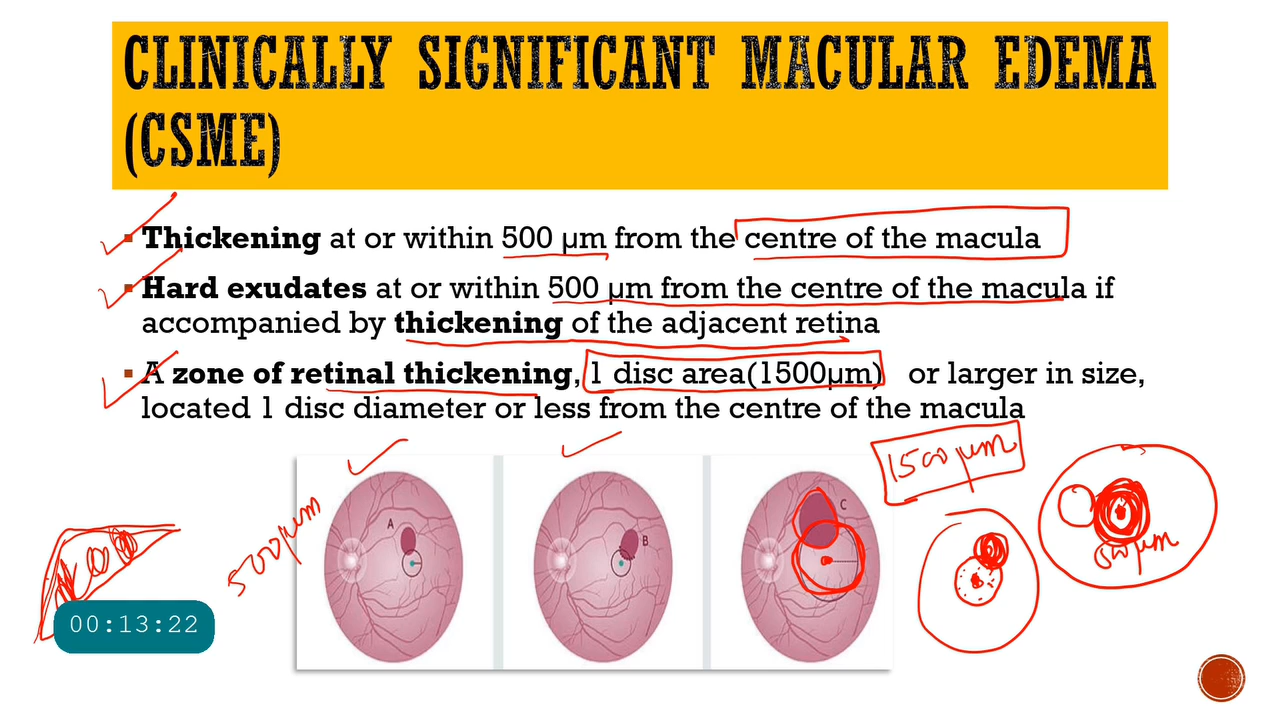 CLINICALLY SIGNIFICANT MACULAR EDEMA
(CSME)
Thickening at or within 500 µm from the centre of the macula
Hard exudates at or within 500 µm from the centre of the macula if
accompanied by thickening of the adjacent retina
A zone of retinal thickening, 1 disc area(1500µm) or larger in size,
located 1 disc diameter or less from the centre of the macula
1500 µm
500 µm
A
B
C
µm
00:13:22